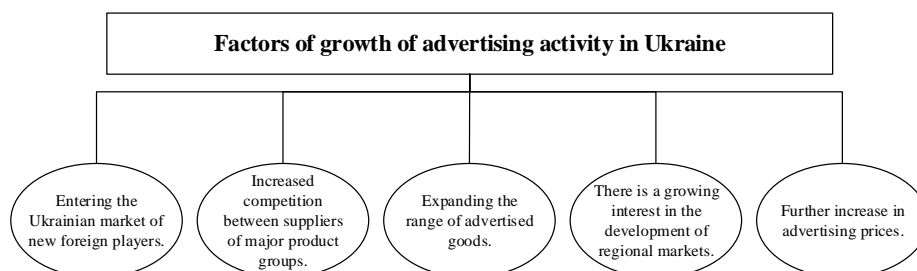 Factors of growth of advertising activity in Ukraine
Entering the
Ukrainian market of
new foreign players.
Increased
competition
between suppliers
of major product
groups.
Expanding the
range of advertised
goods.
There is a growing
interest in the
development of
regional markets.
Further increase in
advertising prices.